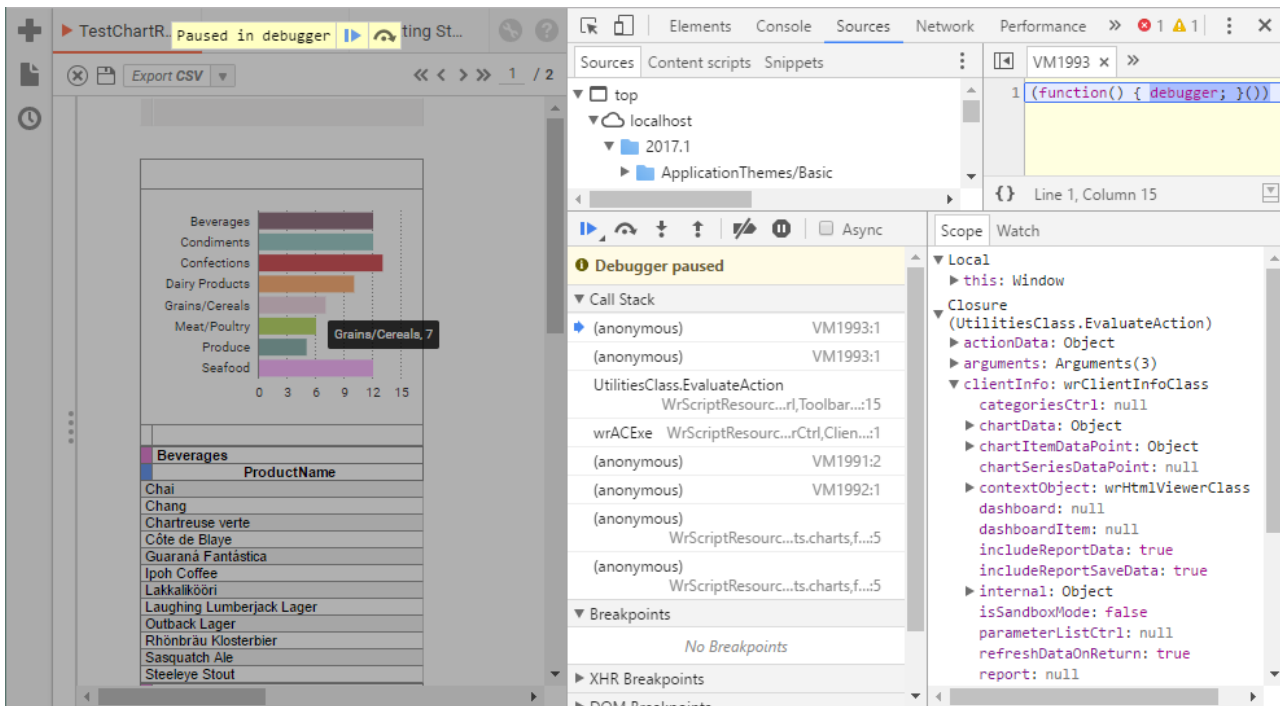 TestChartR...
Paused in debugger
ting St...
Export CSV
1 / 2
Beverages
Condiments
Confections
Dairy Products
Grains/Cereals
Meat/Poultry
Produce
Seafood
Grains/Cereals, 7
0 3 6 9 12 15
Beverages
ProductName
Chai
Chang
Chartreuse verte
Côte de Blaye
Guaraná Fantástica
Ipoh Coffee
Lakkalikööri
Laughing Lumberjack Lager
Outback Lager
Rhönbräu Klosterbier
Sasquatch Ale
Steeleye Stout
Elements Console Sources Network Performance » 1 1
Sources Content scripts Snippets
top
localhost
2017.1
ApplicationThemes/Basic
VM1993 × »
1 (function() { debugger; }())
{} Line 1, Column 15
Async
Debugger paused
Call Stack
(anonymous) VM1993:1
(anonymous) VM1993:1
UtilitiesClass.EvaluateAction
WrScriptResourc...rl,Toolbar...:15
wrACExe WrScriptResourc...rCtrl,Clien...:1
(anonymous) VM1991:2
(anonymous) VM1992:1
(anonymous)
WrScriptResourc...ts.charts,f...:5
(anonymous)
WrScriptResourc...ts.charts,f...:5
Breakpoints
No Breakpoints
XHR Breakpoints
DOM Breakpoints
Scope Watch
Local
this: Window
Closure
(UtilitiesClass.EvaluateAction)
actionData: Object
arguments: Arguments(3)
clientInfo: wrClientInfoClass
categoriesCtrl: null
chartData: Object
chartItemDataPoint: Object
chartSeriesDataPoint: null
contextObject: wrHtmlViewerClass
dashboard: null
dashboardItem: null
includeReportData: true
includeReportSaveData: true
internal: Object
isSandboxMode: false
parameterListCtrl: null
refreshDataOnReturn: true
report: null